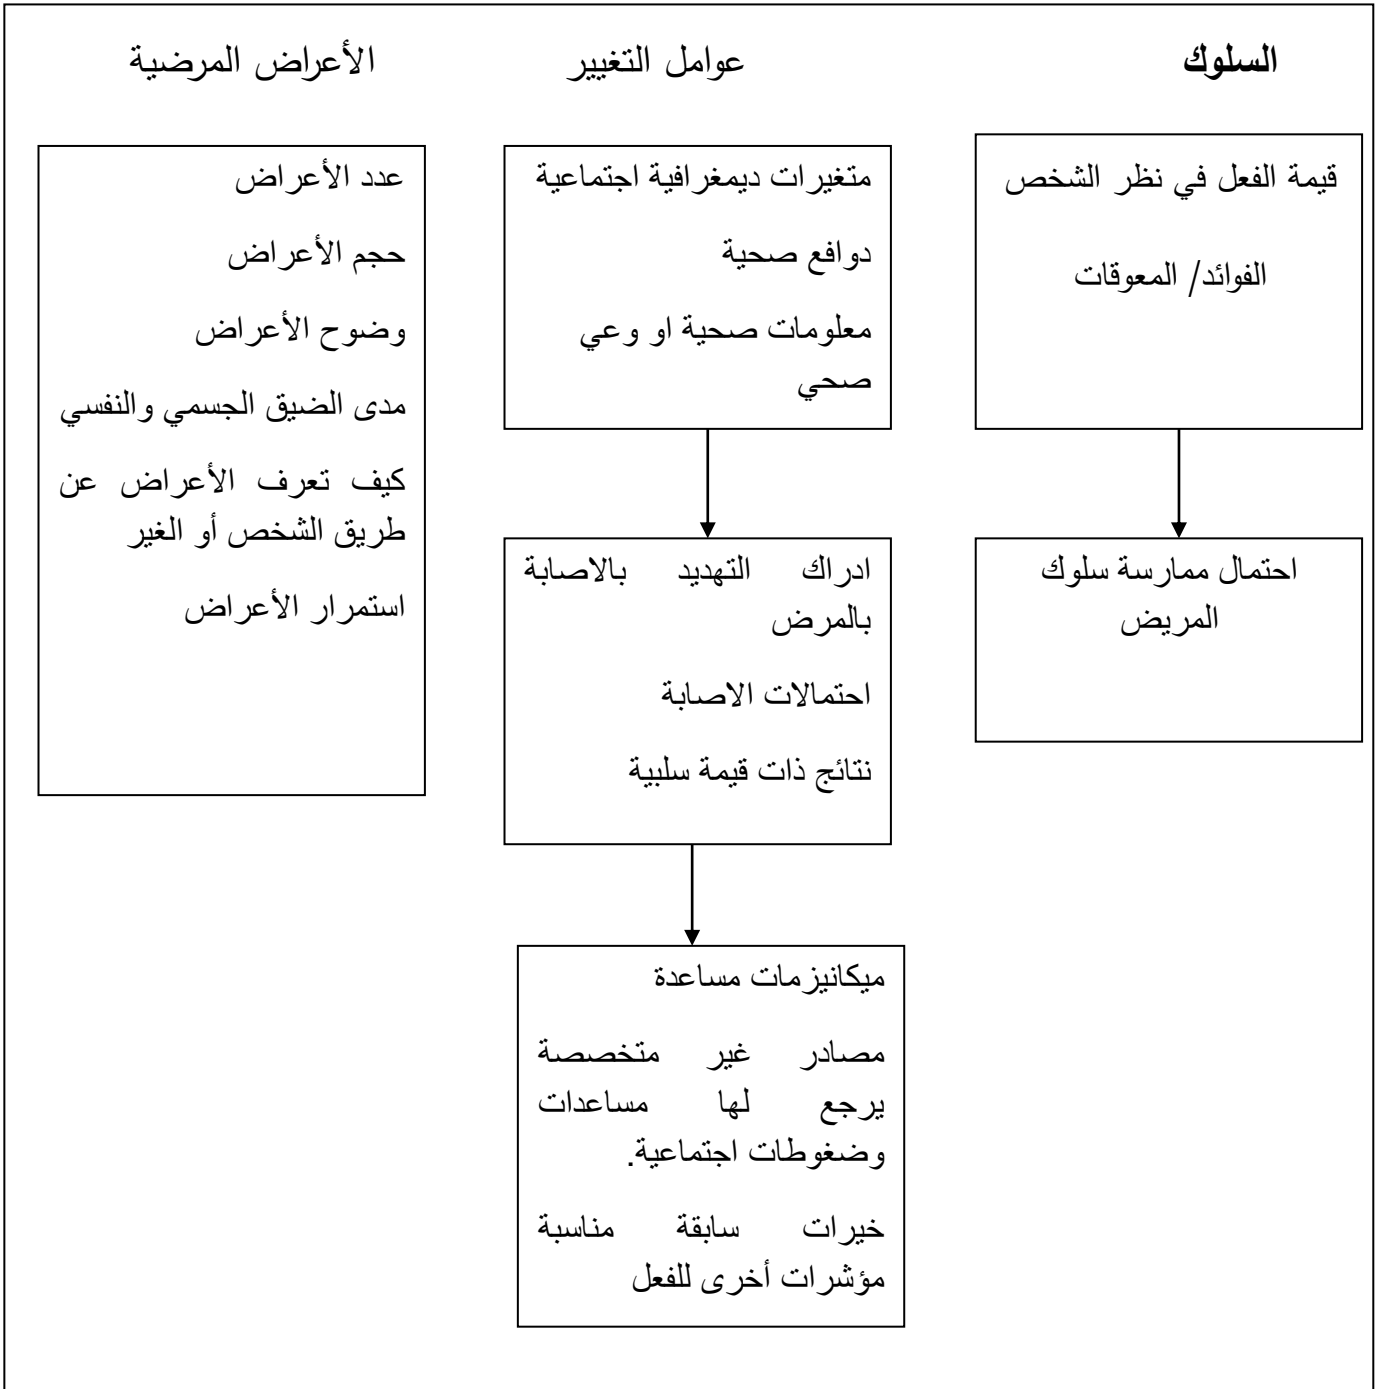 السلوك
عوامل التغيير
الأعراض المرضية
قيمة الفعل في نظر الشخص
الفوائد/ المعوقات
احتمال ممارسة سلوك
المريض
متغيرات ديمغرافية اجتماعية
دوافع صحية
معلومات صحية او وعي
صحي
ادراك التهديد بالاصابة
بالمرض
احتمالات الاصابة
نتائج ذات قيمة سلبية
ميكانيزمات مساعدة
مصادر غير متخصصة
يرجع لها مساعدات
وضغوطات اجتماعية.
خيرات سابقة مناسبة
مؤشرات أخرى للفعل
عدد الأعراض
حجم الأعراض
وضوح الأعراض
مدى الضيق الجسمي والنفسي
كيف تعرف الأعراض عن
طريق الشخص أو الغير
استمرار الأعراض